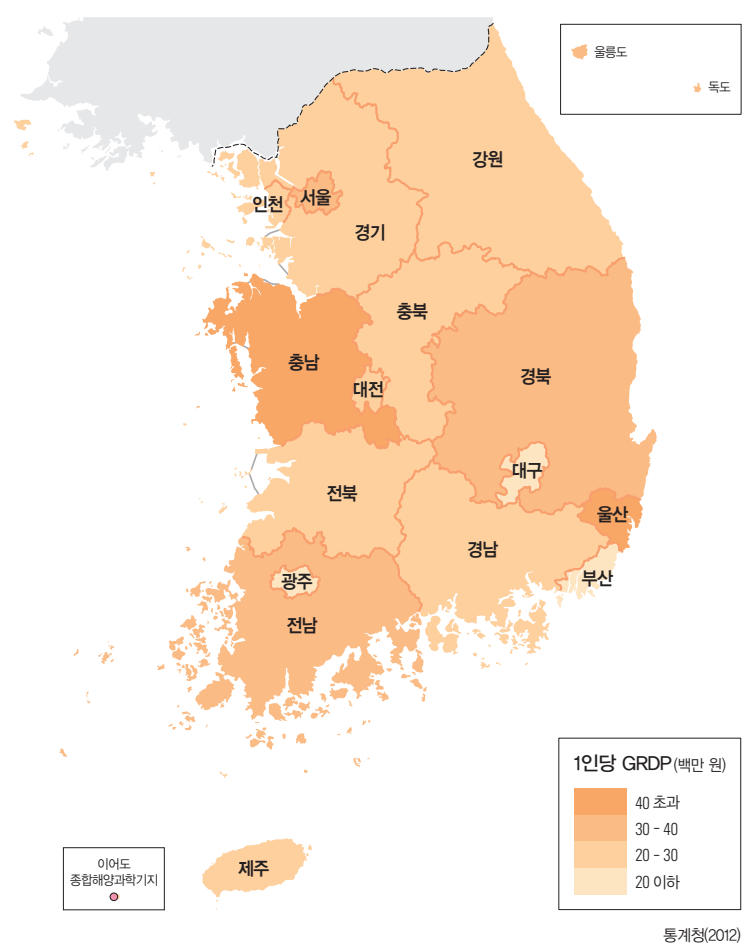 울릉도
독도
강원
서울
인천
경기
충북
충남
경북
대전
대구
전북
울산
경남
부산
광주
전남
1인당 GRDP(백만 원)
40 초과
30 - 40
20 - 30
20 이하
이어도
종합해양과학기지
제주
통계청(2012)